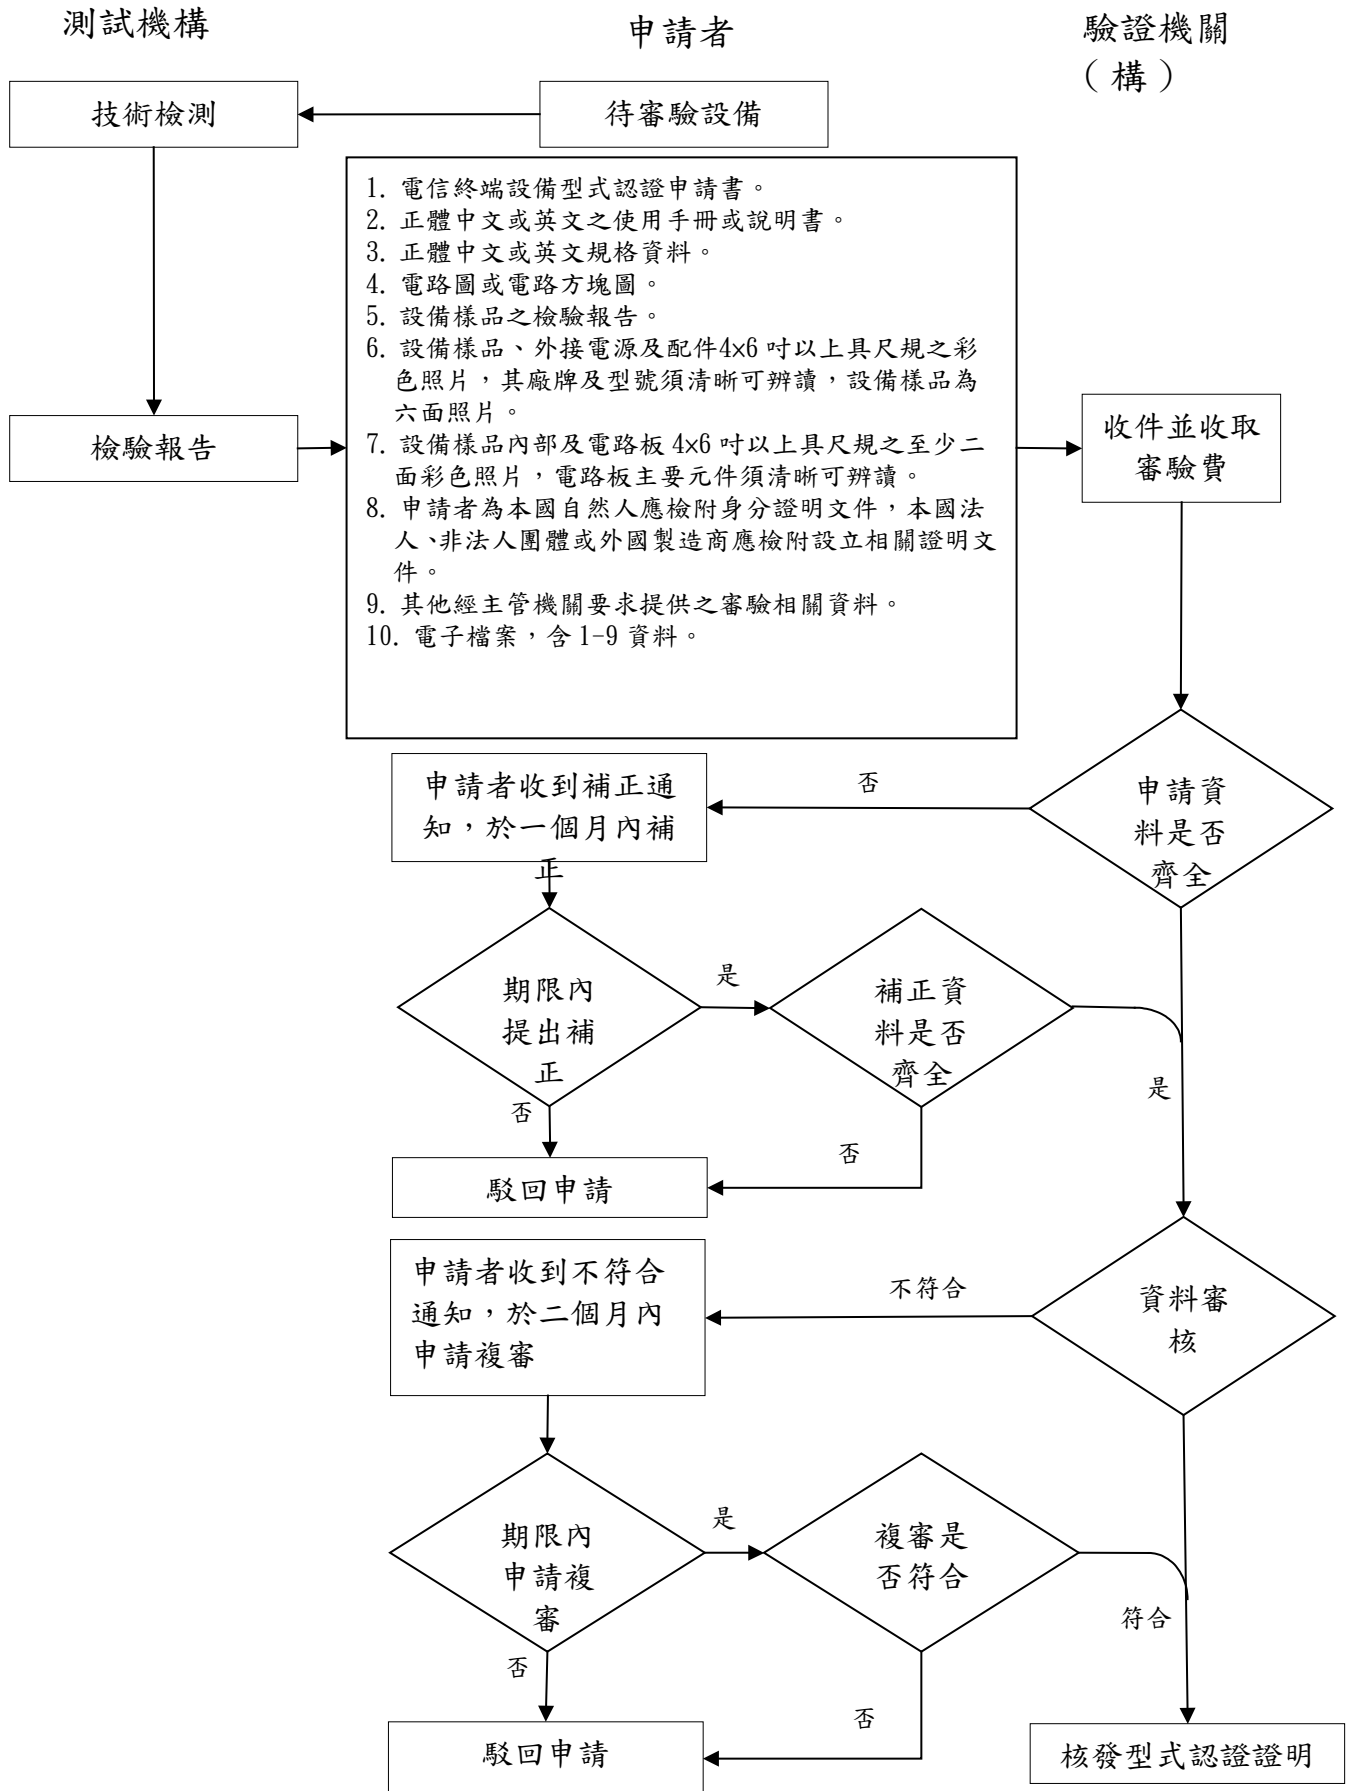 測試機構
申請者
驗證機關
（構）
技術檢測
待審驗設備
1. 電信終端設備型式認證申請書。
2. 正體中文或英文之使用手冊或說明書。
3. 正體中文或英文規格資料。
4. 電路圖或電路方塊圖。
5. 設備樣品之檢驗報告。
6. 設備樣品、外接電源及配件4×6 吋以上具尺規之彩
色照片，其廠牌及型號須清晰可辨讀，設備樣品為
六面照片。
7. 設備樣品內部及電路板 4×6 吋以上具尺規之至少二
面彩色照片，電路板主要元件須清晰可辨讀。
8. 申請者為本國自然人應檢附身分證明文件，本國法
人、非法人團體或外國製造商應檢附設立相關證明文
件。
9. 其他經主管機關要求提供之審驗相關資料。
10. 電子檔案，含 1-9 資料。
檢驗報告
收件並收取
審驗費
申請者收到補正通
知，於一個月內補
正
否
申請資
料是否
齊全
期限內
提出補
正
是
補正資
料是否
齊全
是
否
否
駁回申請
申請者收到不符合
通知，於二個月內
申請複審
不符合
資料審
核
期限內
申請複
審
是
複審是
否符合
符合
否
否
駁回申請
核發型式認證證明